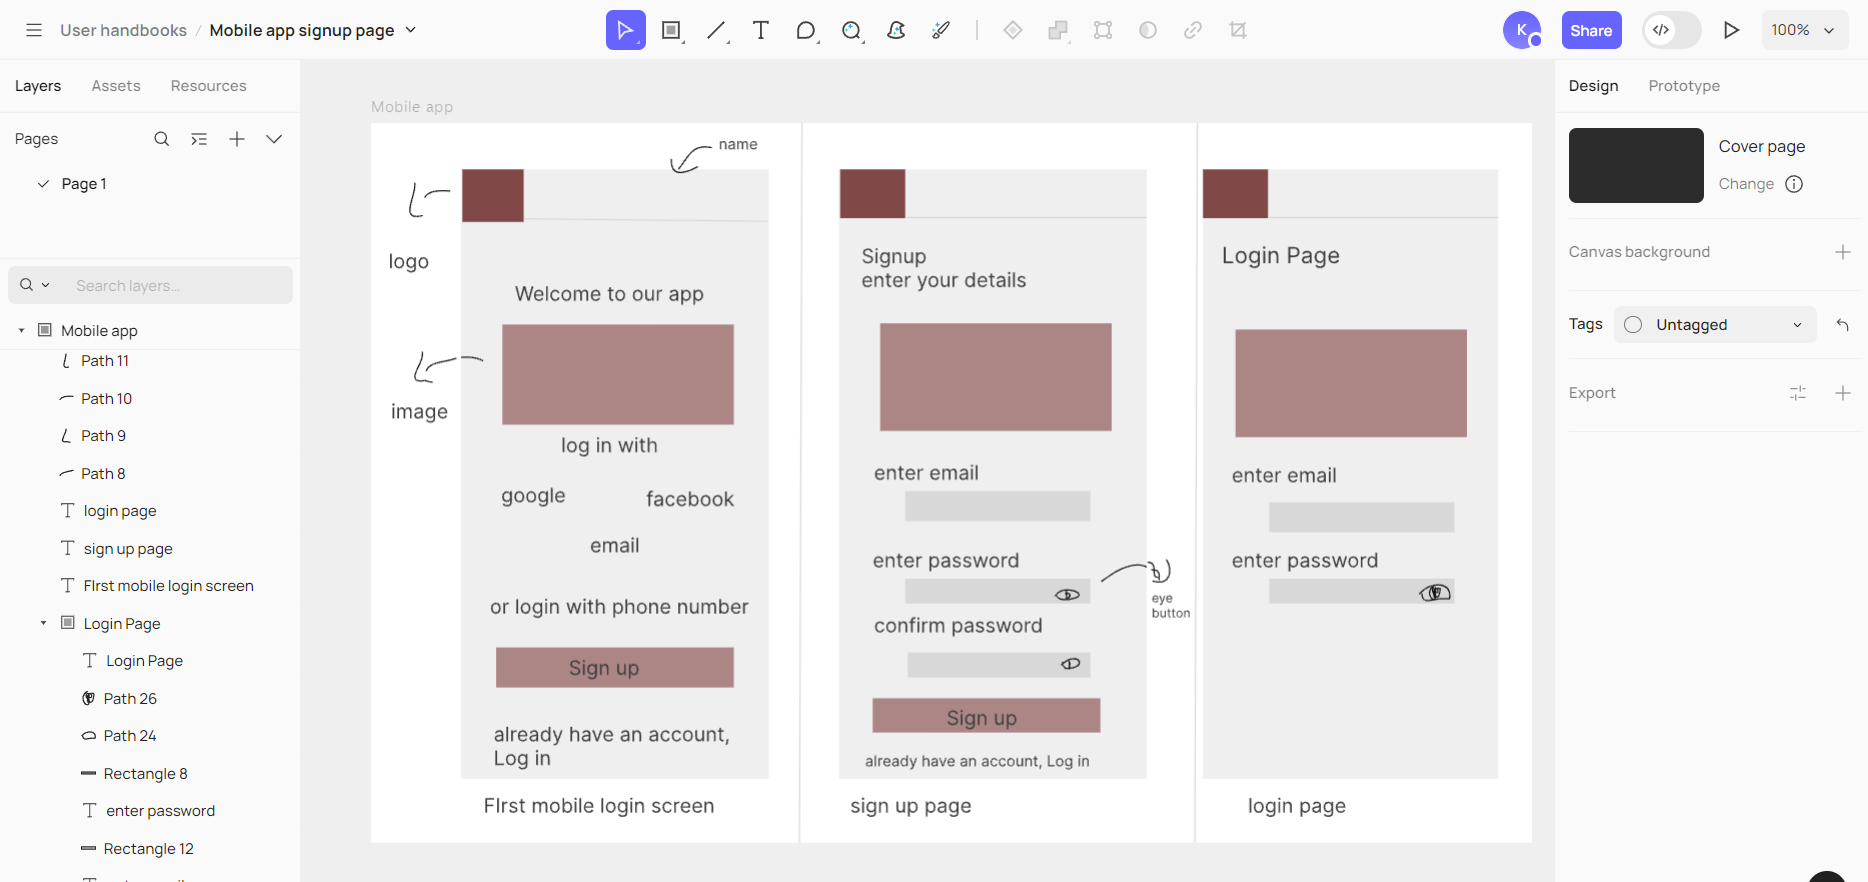 User handbooks / Mobile app signup page
K
Share
100%
Layers
Assets
Resources
Pages
Page 1
Search layers...
Mobile app
Path 11
Path 10
Path 9
Path 8
login page
sign up page
FIrst mobile login screen
Login Page
Login Page
Path 26
Path 24
Rectangle 8
enter password
Rectangle 12
Mobile app
name
logo
Welcome to our app
image
log in with
google
facebook
email
or login with phone number
Sign up
already have an account,
Log in
FIrst mobile login screen
Signup
enter your details
enter email
enter password
eye
button
confirm password
Sign up
already have an account, Log in
sign up page
Login Page
enter email
enter password
login page
Design
Prototype
Cover page
Change
Canvas background
Tags
Untagged
Export